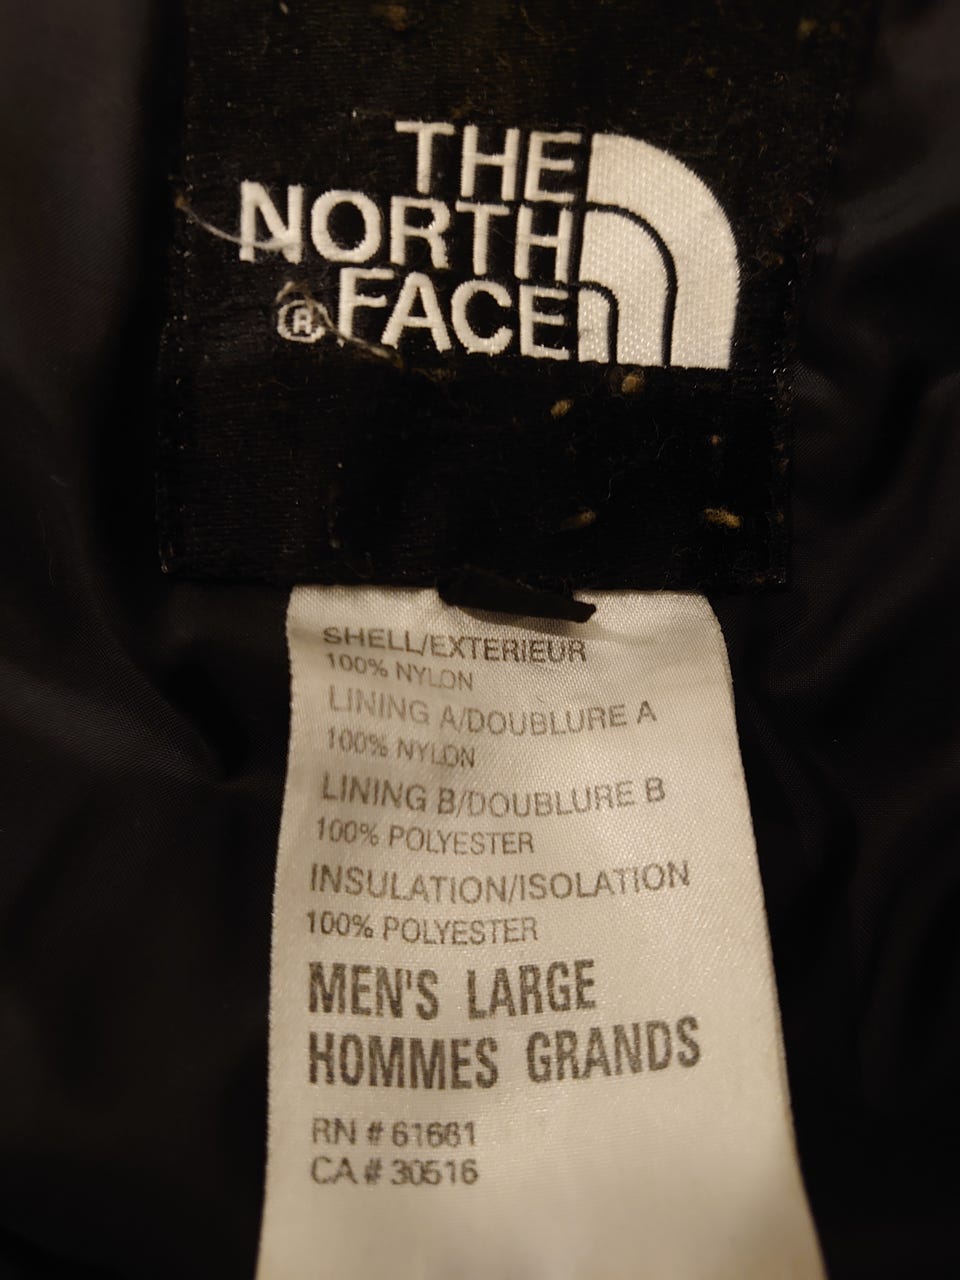 THE
NORTH
® FACE
SHELL/EXTERIEUR
100% NYLON
LINING A/DOUBLURE A
100% NYLON
LINING B/DOUBLURE B
100% POLYESTER
INSULATION/ISOLATION
100% POLYESTER
MEN'S LARGE
HOMMES GRANDS
RN # 61661
CA # 30516